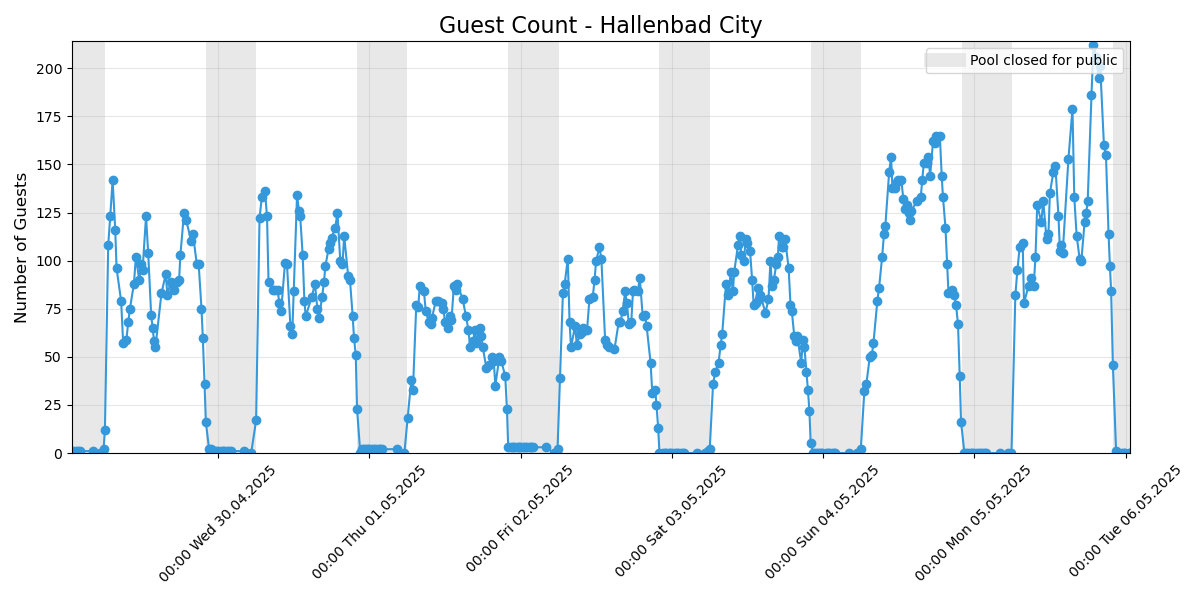 Guest Count - Hallenbad City
Pool closed for public
Number of Guests
200
175
150
125
100
75
50
25
0
00:00 Wed 30.04.2025
00:00 Thu 01.05.2025
00:00 Fri 02.05.2025
00:00 Sat 03.05.2025
00:00 Sun 04.05.2025
00:00 Mon 05.05.2025
00:00 Tue 06.05.2025